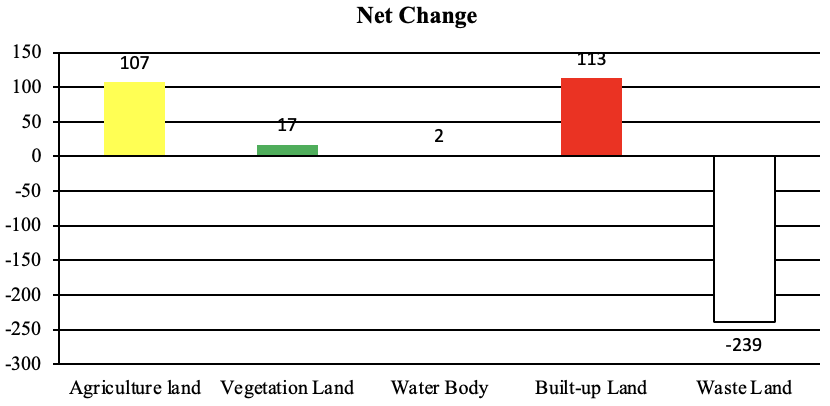 Net Change
150
100
50
0
-50
-100
-150
-200
-250
-300
107
17
2
113
-239
Agriculture land
Vegetation Land
Water Body
Built-up Land
Waste Land